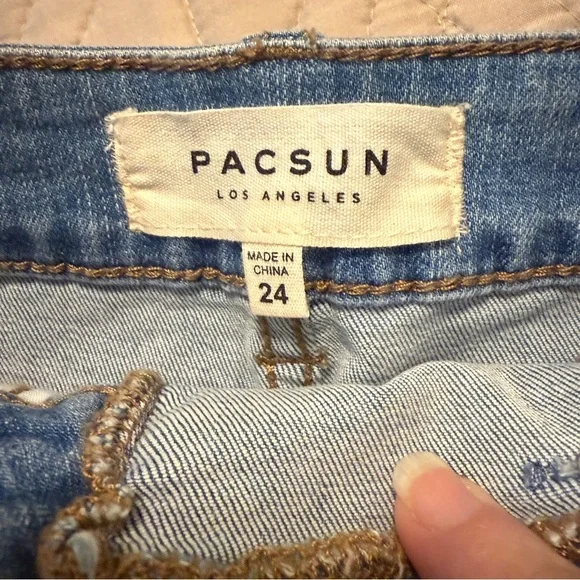 PACSUN
LOS ANGELES
MADE IN
CHINA
24